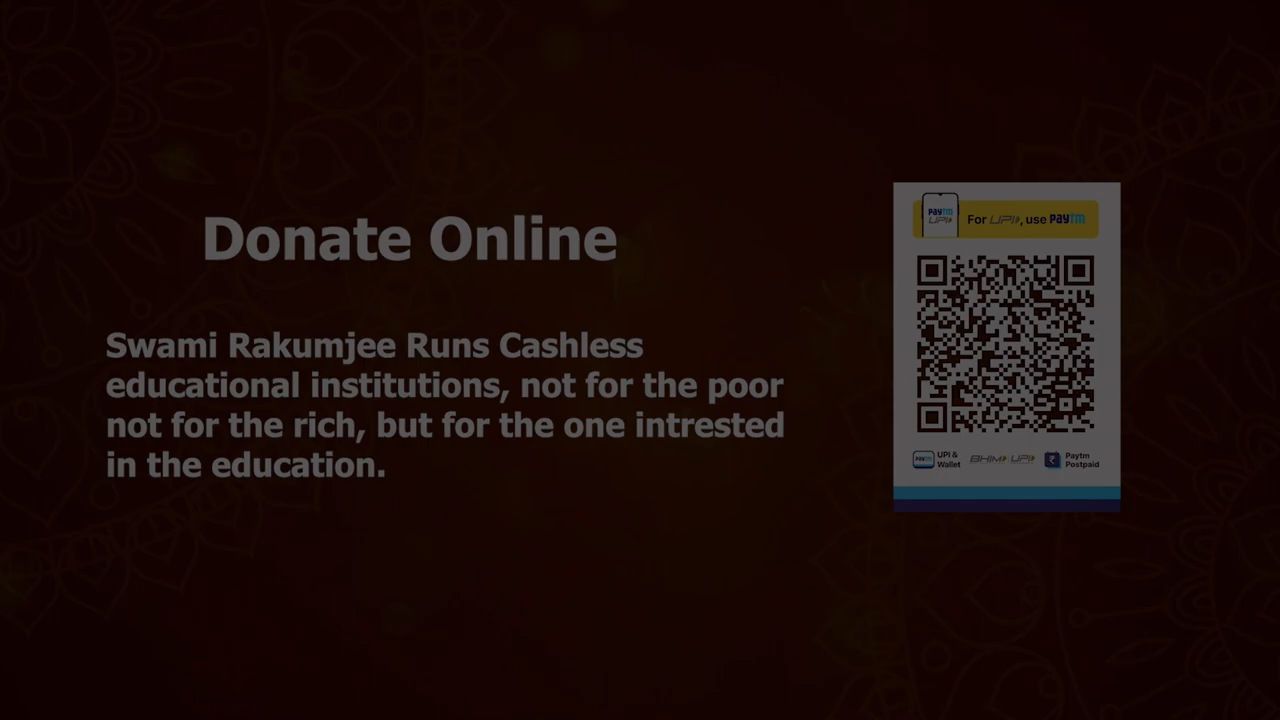 Donate Online
Swami Rakumjee Runs Cashless
educational institutions, not for the poor
not for the rich, but for the one intrested
in the education.
paytm
UPI
For UPI, use paytm
UPI &
Wallet
BHIM UPI
Paytm
Postpaid